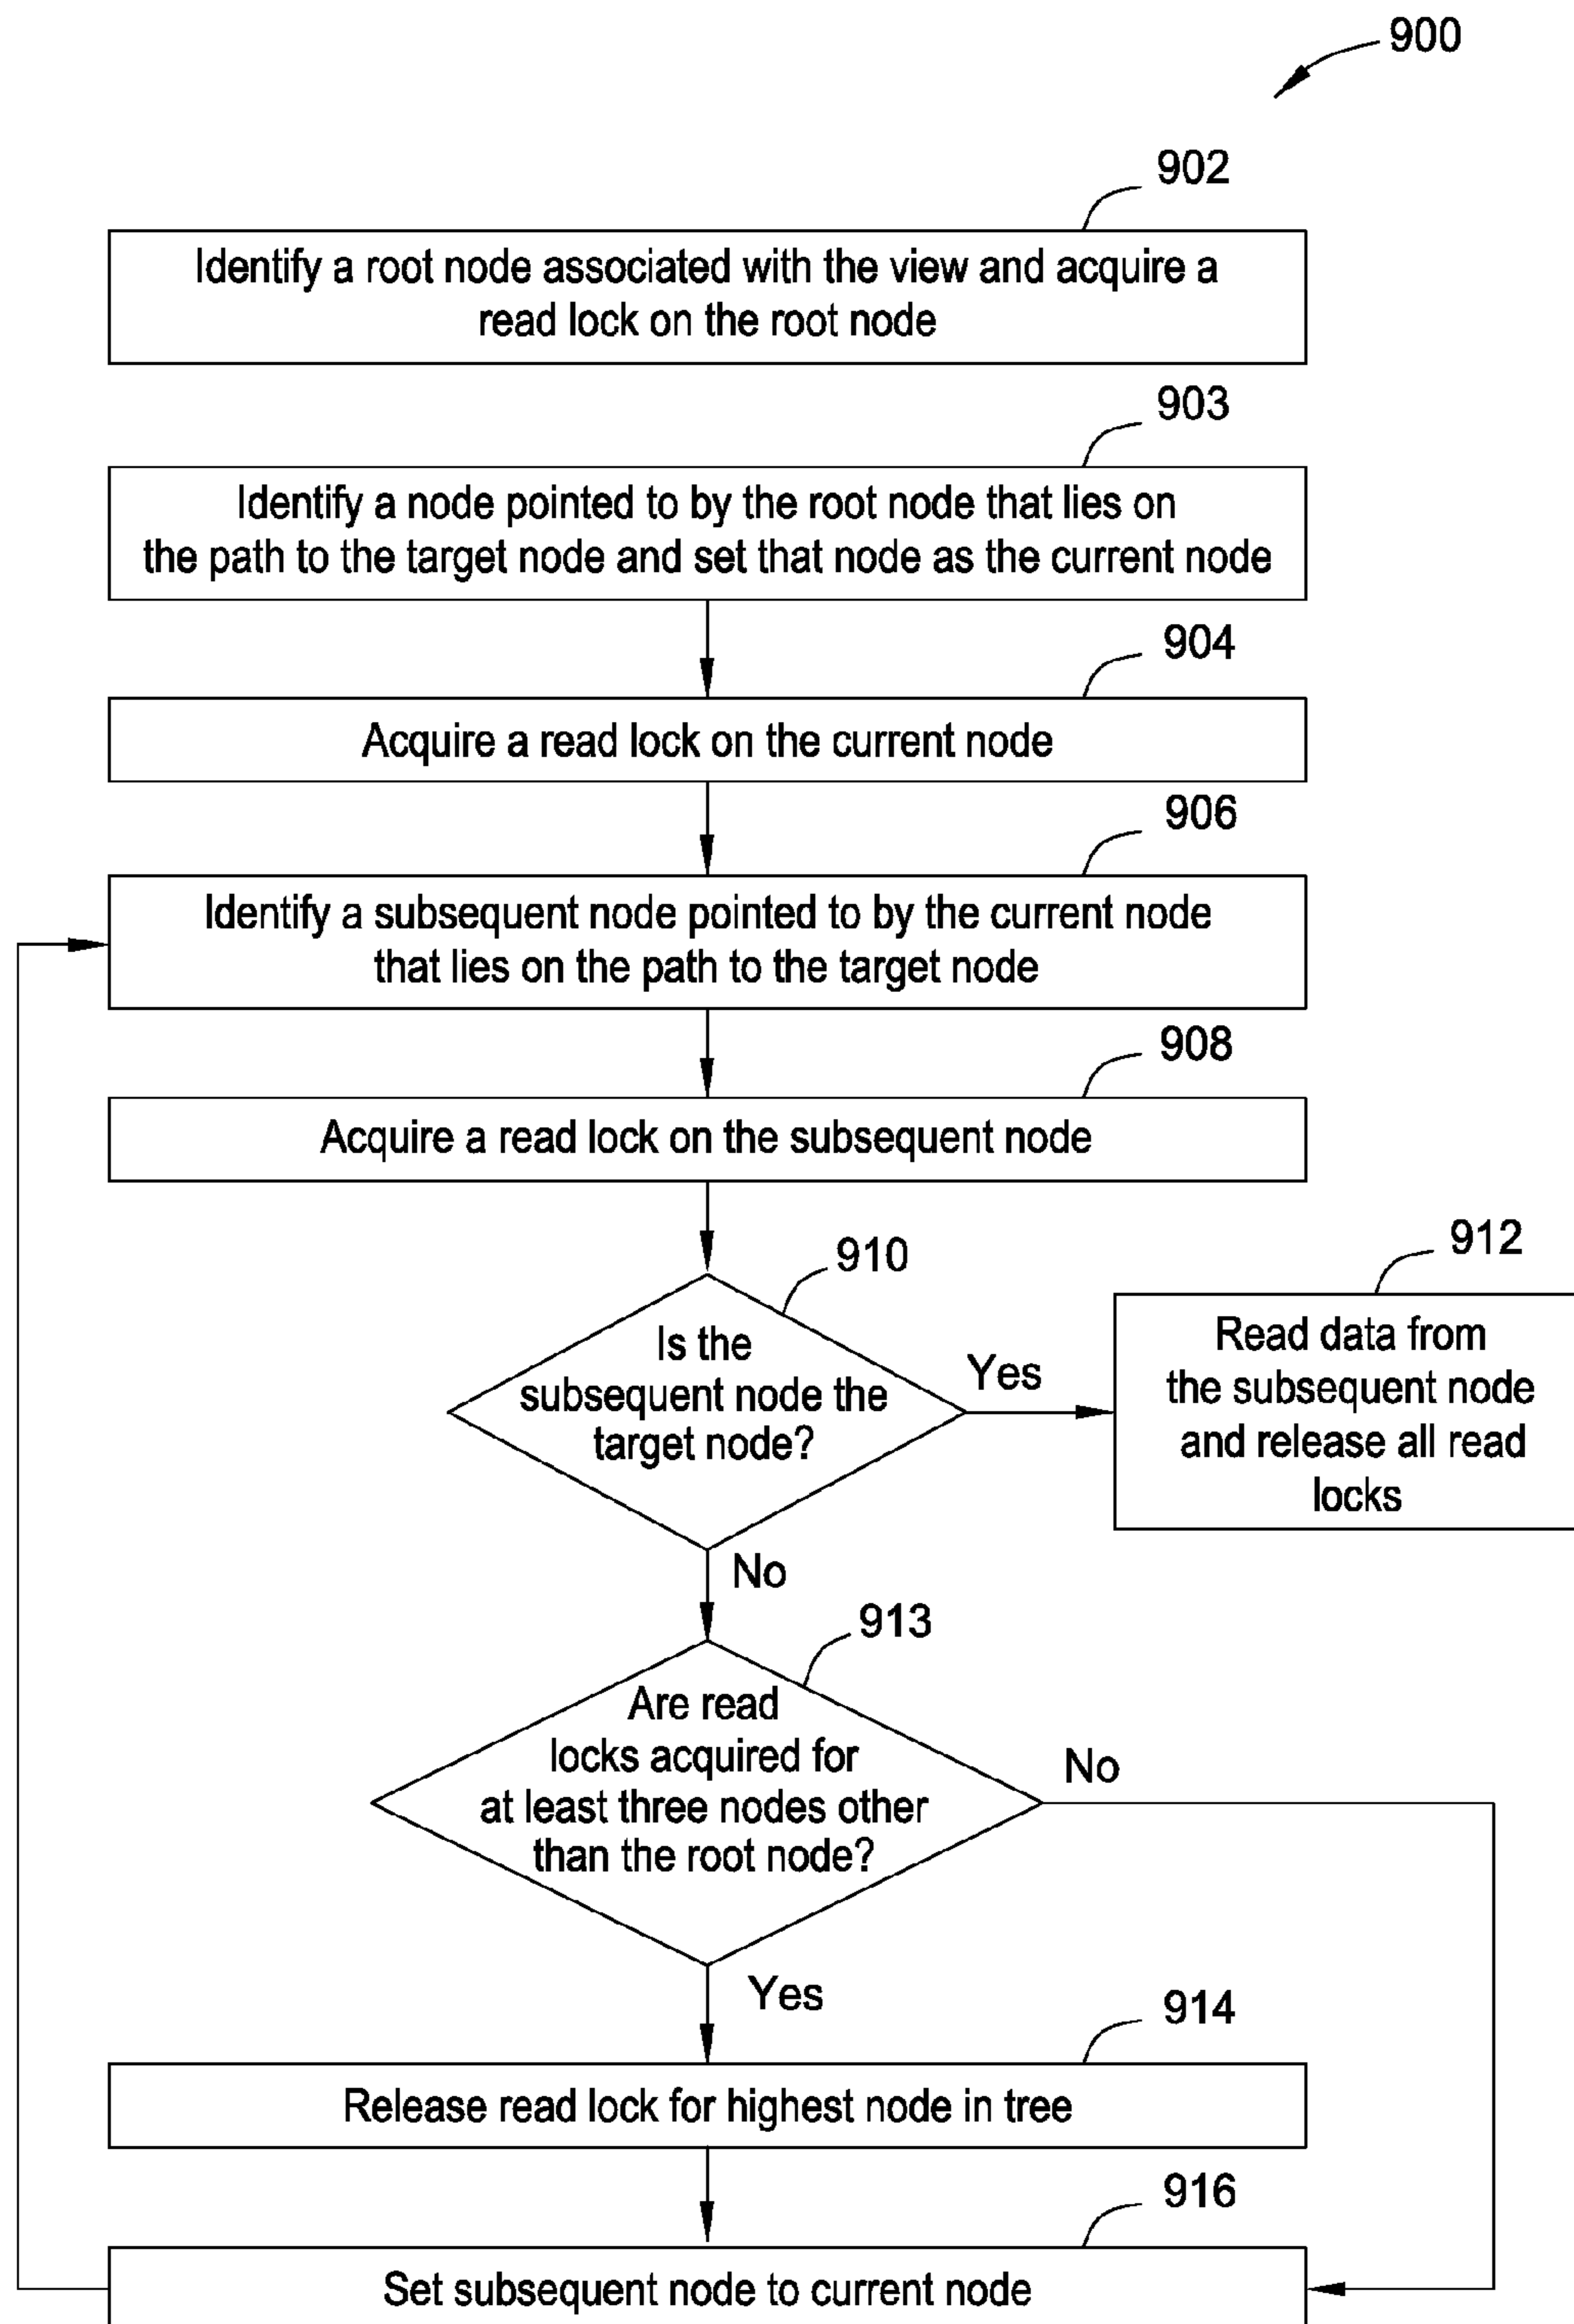 900
902
Identify a root node associated with the view and acquire a
read lock on the root node
903
Identify a node pointed to by the root node that lies on
the path to the target node and set that node as the current node
904
Acquire a read lock on the current node
906
Identify a subsequent node pointed to by the current node
that lies on the path to the target node
908
Acquire a read lock on the subsequent node
910
Is the
subsequent node the
target node?
Yes
912
Read data from
the subsequent node
and release all read
locks
No
913
Are read
locks acquired for
at least three nodes other
than the root node?
No
Yes
914
Release read lock for highest node in tree
916
Set subsequent node to current node